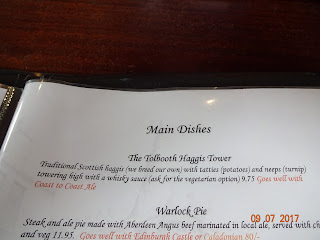 Main Dishes
The Tolbooth Haggis Tower
Traditional Scottish haggis (we breed our own) with tatties (potatoes) and neeps (turnip)
towering high with a whisky sauce (ask for the vegetarian option) 9.75 Goes well with
Coast to Coast Ale
Warlock Pie
Steak and ale pie made with Aberdeen Angus beef marinated in local ale, served with
and veg 11.95. Goes well with Edinburgh Castle or Caledonian 80/-
09 07 2017